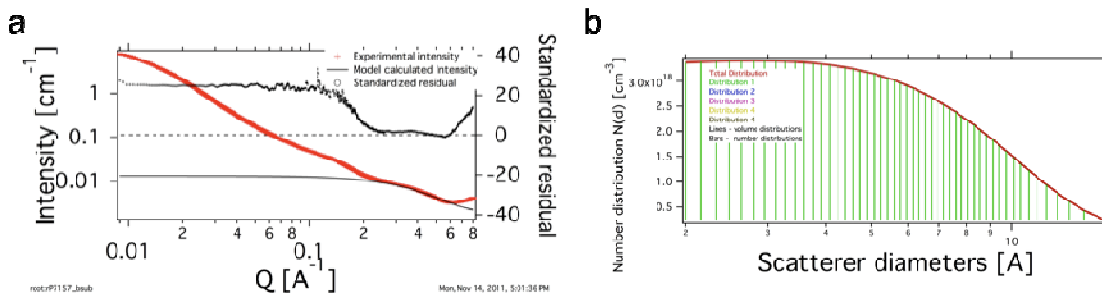 a
Intensity [cm⁻¹]
1
0.1
0.01
Experimental intensity
Model calculated intensity
Standardized residual
40
20
0
-20
-40
Standardized residual
2 4 6 8 2 4 6 8
0.01 0.1
Q [A⁻¹]
Mon, Nov 14, 2011, 5:01:36 PM
b
Number distribution N(d) [cm⁻³]
2.5
2.0
1.5
1.0
0.5
Total Distribution
Distribution 1
Distribution 2
Distribution 3
Distribution 4
Lines - volume distributions
Bars - number distributions
2 3 4 5 6 7 8 9
10
Scatterer diameters [A]